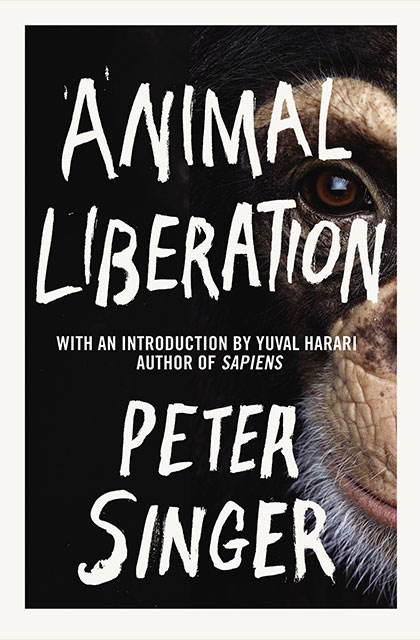 ANIMAL
LIBERATION
WITH AN INTRODUCTION BY YUVAL HARARI
AUTHOR OF SAPIENS
PETER
SINGER